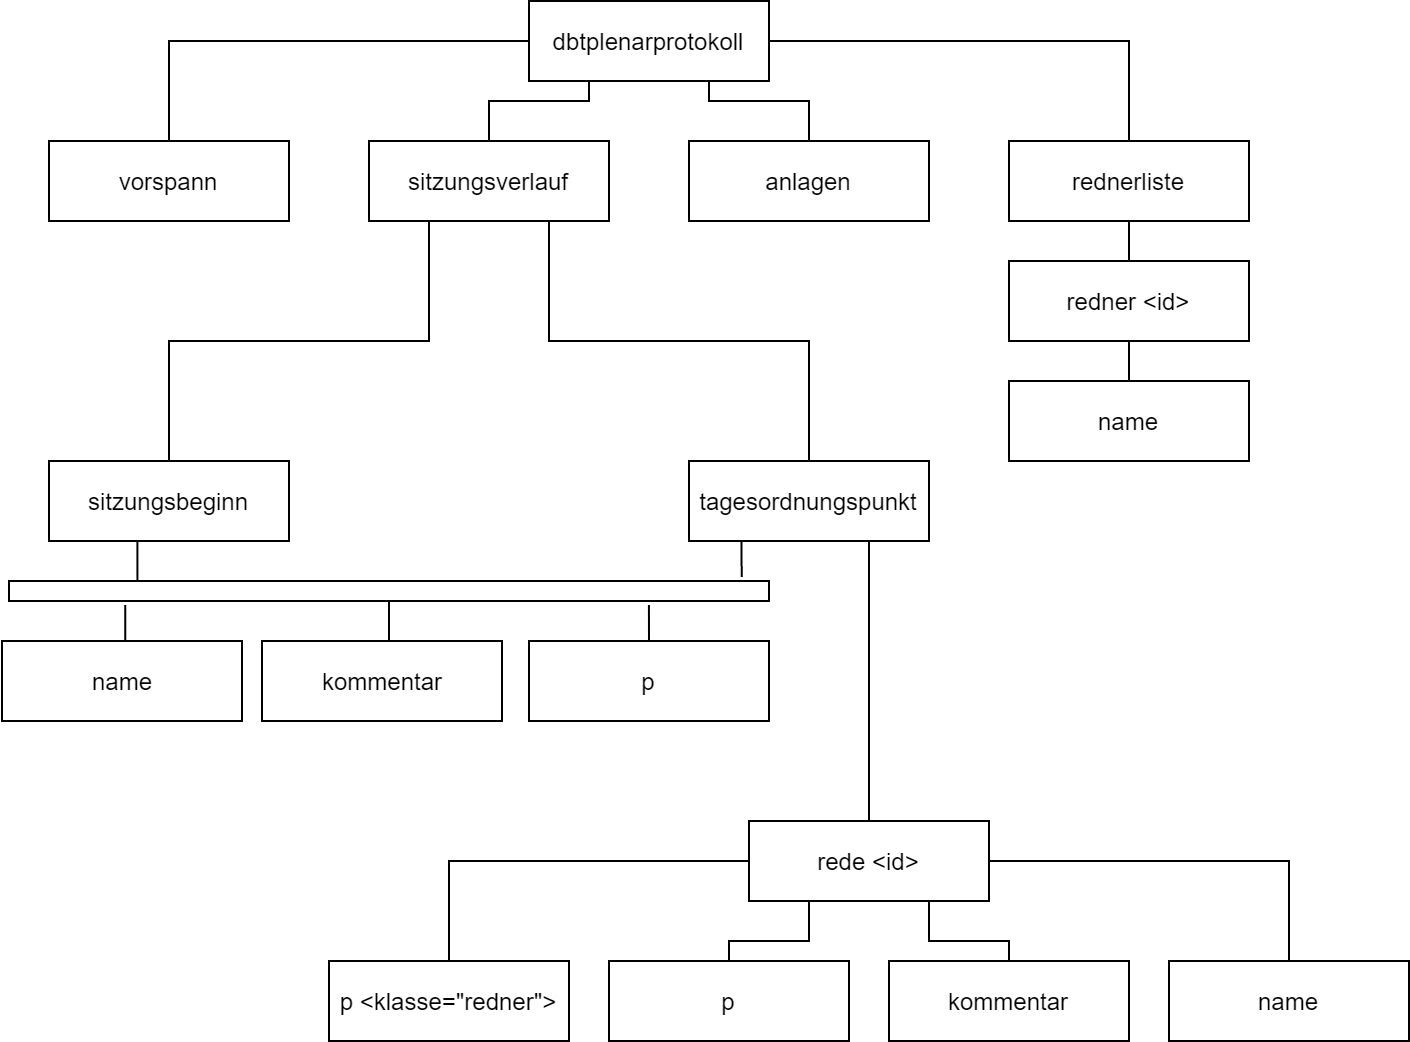 dbtplenarprotokoll
vorspann
sitzungsverlauf
anlagen
rednerliste
redner <id>
name
sitzungsbeginn
tagesordnungspunkt
name
kommentar
p
rede <id>
p <klasse="redner">
p
kommentar
name